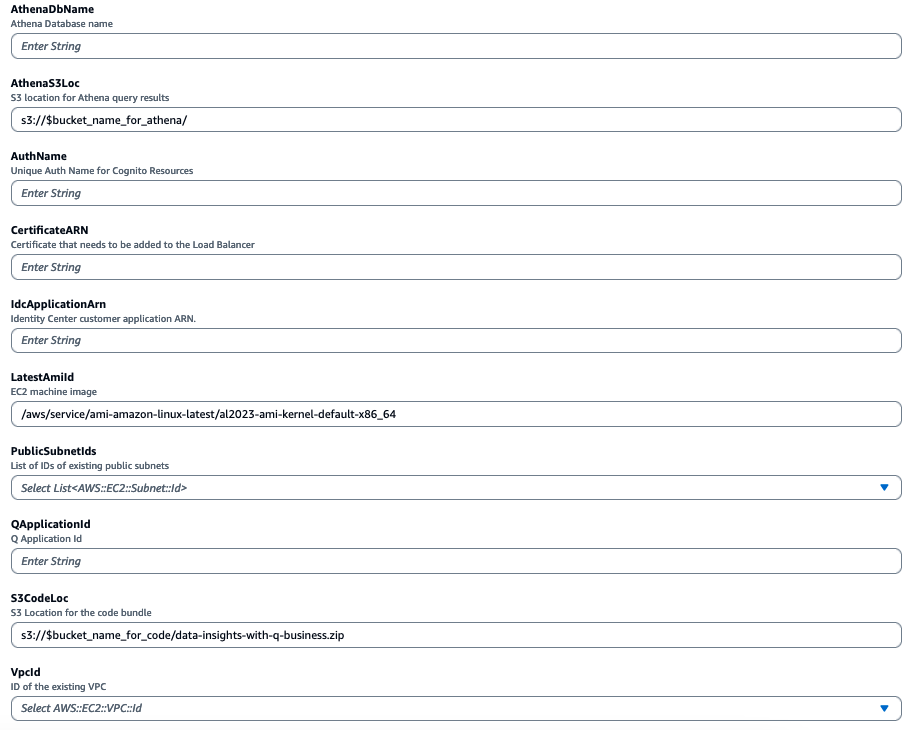 AthenaDbName
Athena Database name
Enter String
AthenaS3Loc
S3 location for Athena query results
s3://$bucket_name_for_athena/
AuthName
Unique Auth Name for Cognito Resources
Enter String
CertificateARN
Certificate that needs to be added to the Load Balancer
Enter String
IdcApplicationArn
Identity Center customer application ARN.
Enter String
LatestAmiId
EC2 machine image
/aws/service/ami-amazon-linux-latest/al2023-ami-kernel-default-x86_64
PublicSubnetIds
List of IDs of existing public subnets
Select List<AWS::EC2::Subnet::Id>
QApplicationId
Q Application Id
Enter String
S3CodeLoc
S3 Location for the code bundle
s3://$bucket_name_for_code/data-insights-with-q-business.zip
VpcId
ID of the existing VPC
Select AWS::EC2::VPC::Id